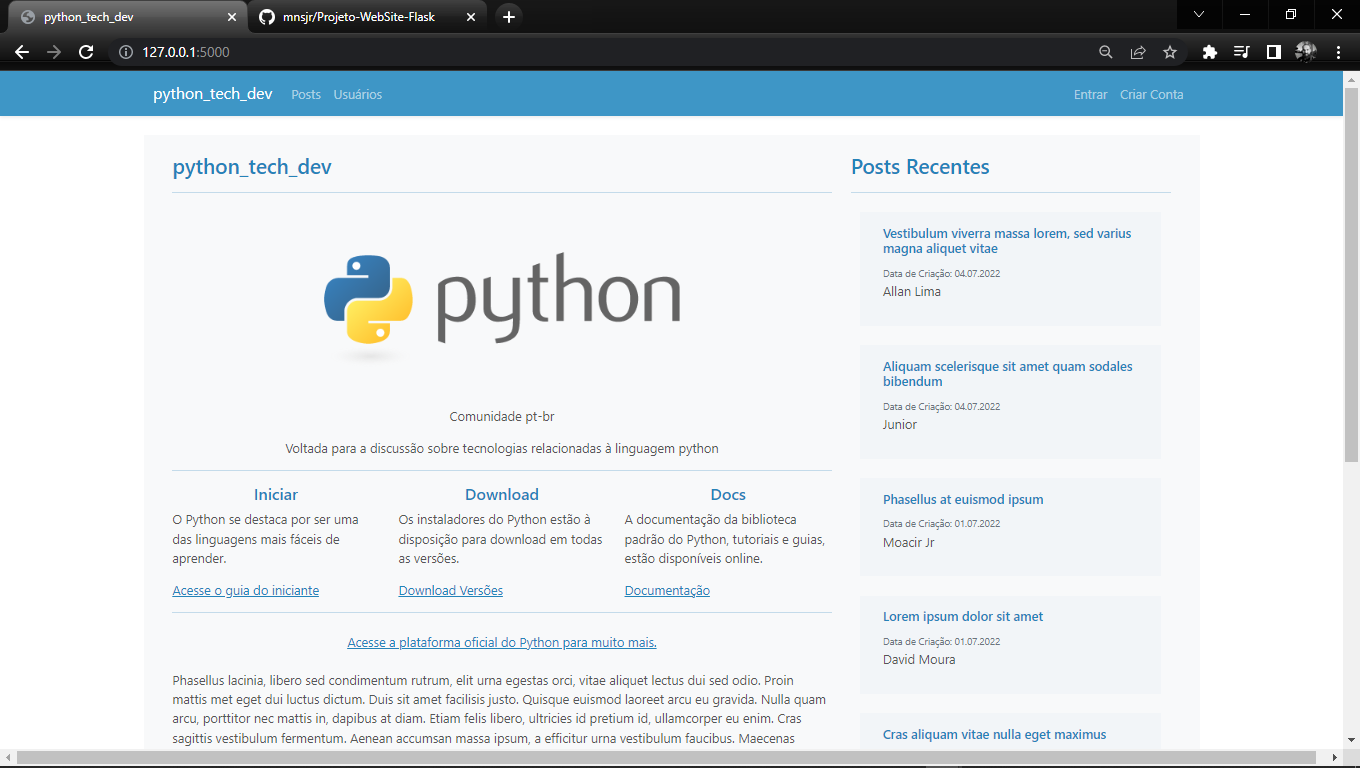 python_tech_dev
mnsjr/Projeto-WebSite-Flask
127.0.0.1:5000
python_tech_dev Posts Usuários Entrar Criar Conta
python_tech_dev
python
Comunidade pt-br
Voltada para a discussão sobre tecnologias relacionadas à linguagem python
Iniciar
O Python se destaca por ser uma
das linguagens mais fáceis de
aprender.
Acesse o guia do iniciante
Download
Os instaladores do Python estão à
disposição para download em todas
as versões.
Download Versões
Docs
A documentação da biblioteca
padrão do Python, tutoriais e guias,
estão disponíveis online.
Documentação
Acesse a plataforma oficial do Python para muito mais.
Phasellus lacinia, libero sed condimentum rutrum, elit urna egestas orci, vitae aliquet lectus dui sed odio. Proin
mattis met eget dui luctus dictum. Duis sit amet facilisis justo. Quisque euismod laoreet arcu eu gravida. Nulla quam
arcu, porttitor nec mattis in, dapibus at diam. Etiam felis libero, ultricies id pretium id, ullamcorper eu enim. Cras
sagittis vestibulum fermentum. Aenean accumsan massa ipsum, a efficitur urna vestibulum faucibus. Maecenas
Posts Recentes
Vestibulum viverra massa lorem, sed varius
magna aliquet vitae
Data de Criação: 04.07.2022
Allan Lima
Aliquam scelerisque sit amet quam sodales
bibendum
Data de Criação: 04.07.2022
Junior
Phasellus at euismod ipsum
Data de Criação: 01.07.2022
Moacir Jr
Lorem ipsum dolor sit amet
Data de Criação: 01.07.2022
David Moura
Cras aliquam vitae nulla eget maximus